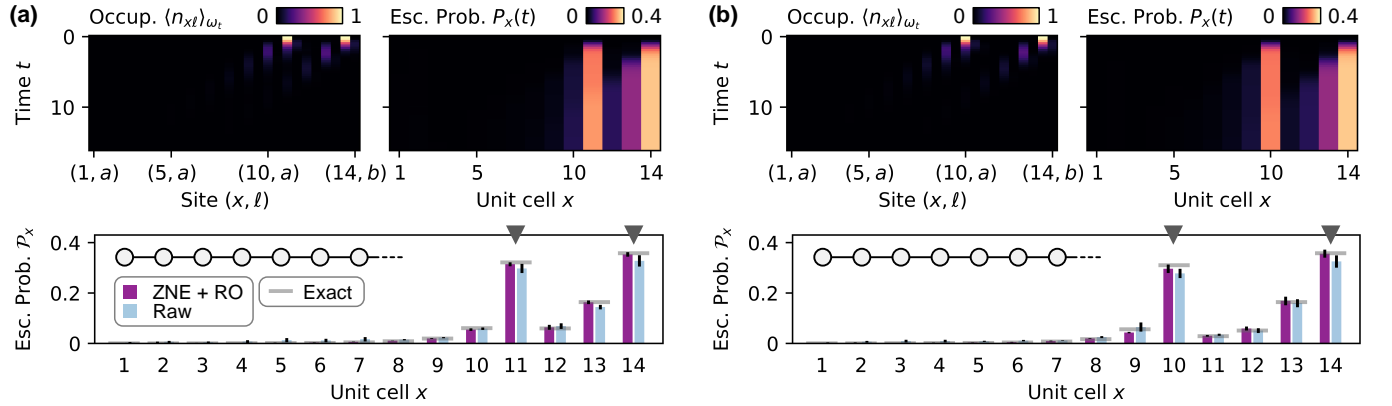 (a)
Occup. ⟨n_{xℓ}⟩_{ω_t} 0 1
Esc. Prob. P_x(t) 0 0.4
Time t
0
10
(1, a) (5, a) (10, a) (14, b)
Site (x, ℓ)
1 5 10 14
Unit cell x
Esc. Prob. 𝒫_x
0.4
0.2
0
ZNE + RO
Raw
Exact
1 2 3 4 5 6 7 8 9 10 11 12 13 14
Unit cell x
(b)
Occup. ⟨n_{xℓ}⟩_{ω_t} 0 1
Esc. Prob. P_x(t) 0 0.4
Time t
0
10
(1, a) (5, a) (10, a) (14, b)
Site (x, ℓ)
1 5 10 14
Unit cell x
Esc. Prob. 𝒫_x
0.4
0.2
0
1 2 3 4 5 6 7 8 9 10 11 12 13 14
Unit cell x